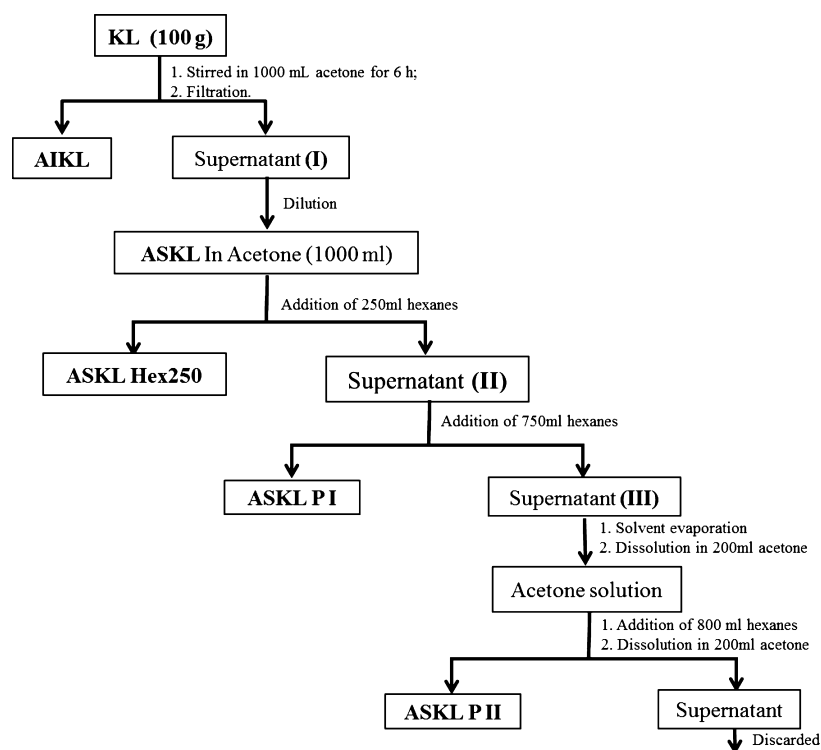 KL (100 g)
1. Stirred in 1000 mL acetone for 6 h;
2. Filtration.
AIKL
Supernatant (I)
Dilution
ASKL In Acetone (1000 ml)
Addition of 250ml hexanes
ASKL Hex250
Supernatant (II)
Addition of 750ml hexanes
ASKL P I
Supernatant (III)
1. Solvent evaporation
2. Dissolution in 200ml acetone
Acetone solution
1. Addition of 800 ml hexanes
2. Dissolution in 200ml acetone
ASKL P II
Supernatant
Discarded